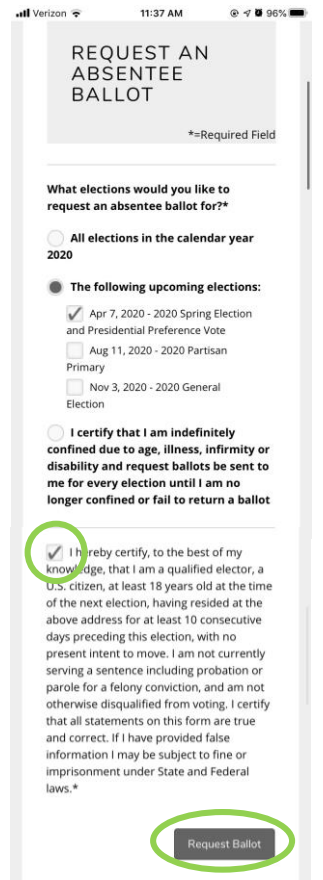 Verizon 11:37 AM 96%
REQUEST AN
ABSENTEE
BALLOT
*=Required Field
What elections would you like to
request an absentee ballot for?*
All elections in the calendar year
2020
The following upcoming elections:
Apr 7, 2020 - 2020 Spring Election
and Presidential Preference Vote
Aug 11, 2020 - 2020 Partisan
Primary
Nov 3, 2020 - 2020 General
Election
I certify that I am indefinitely
confined due to age, illness, infirmity or
disability and request ballots be sent to
me for every election until I am no
longer confined or fail to return a ballot
I hereby certify, to the best of my
knowledge, that I am a qualified elector, a
U.S. citizen, at least 18 years old at the time
of the next election, having resided at the
above address for at least 10 consecutive
days preceding this election, with no
present intent to move. I am not currently
serving a sentence including probation or
parole for a felony conviction, and am not
otherwise disqualified from voting. I certify
that all statements on this form are true
and correct. If I have provided false
information I may be subject to fine or
imprisonment under State and Federal
laws.*
Request Ballot